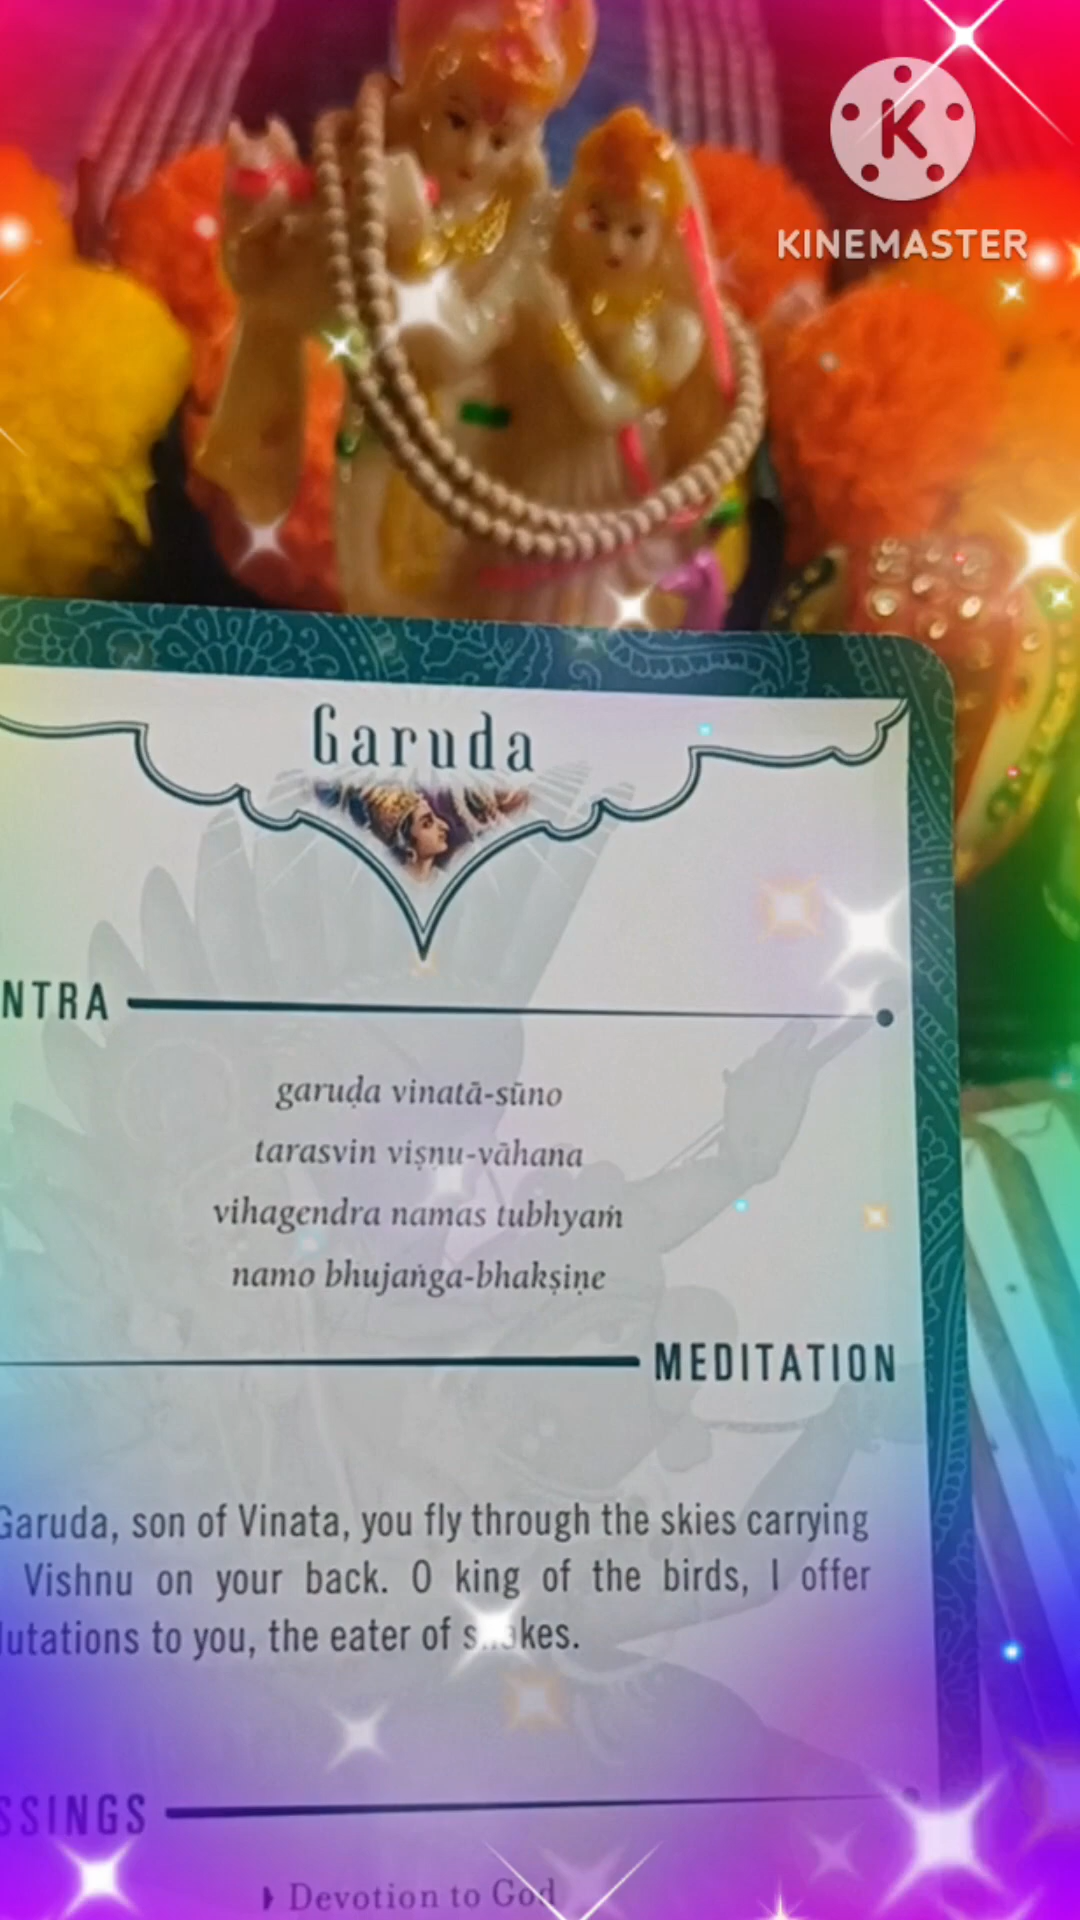 K
KINEMASTER
Garuda
NTRA
garuḍa vinatā-sūno
tarasvin viṣṇu-vāhana
vihagendra namas tubhyaṁ
namo bhujaṅga-bhakṣiṇe
MEDITATION
Garuda, son of Vinata, you fly through the skies carrying
Vishnu on your back. O king of the birds, I offer
lutations to you, the eater of s kes.
SSINGS
Devotion to God